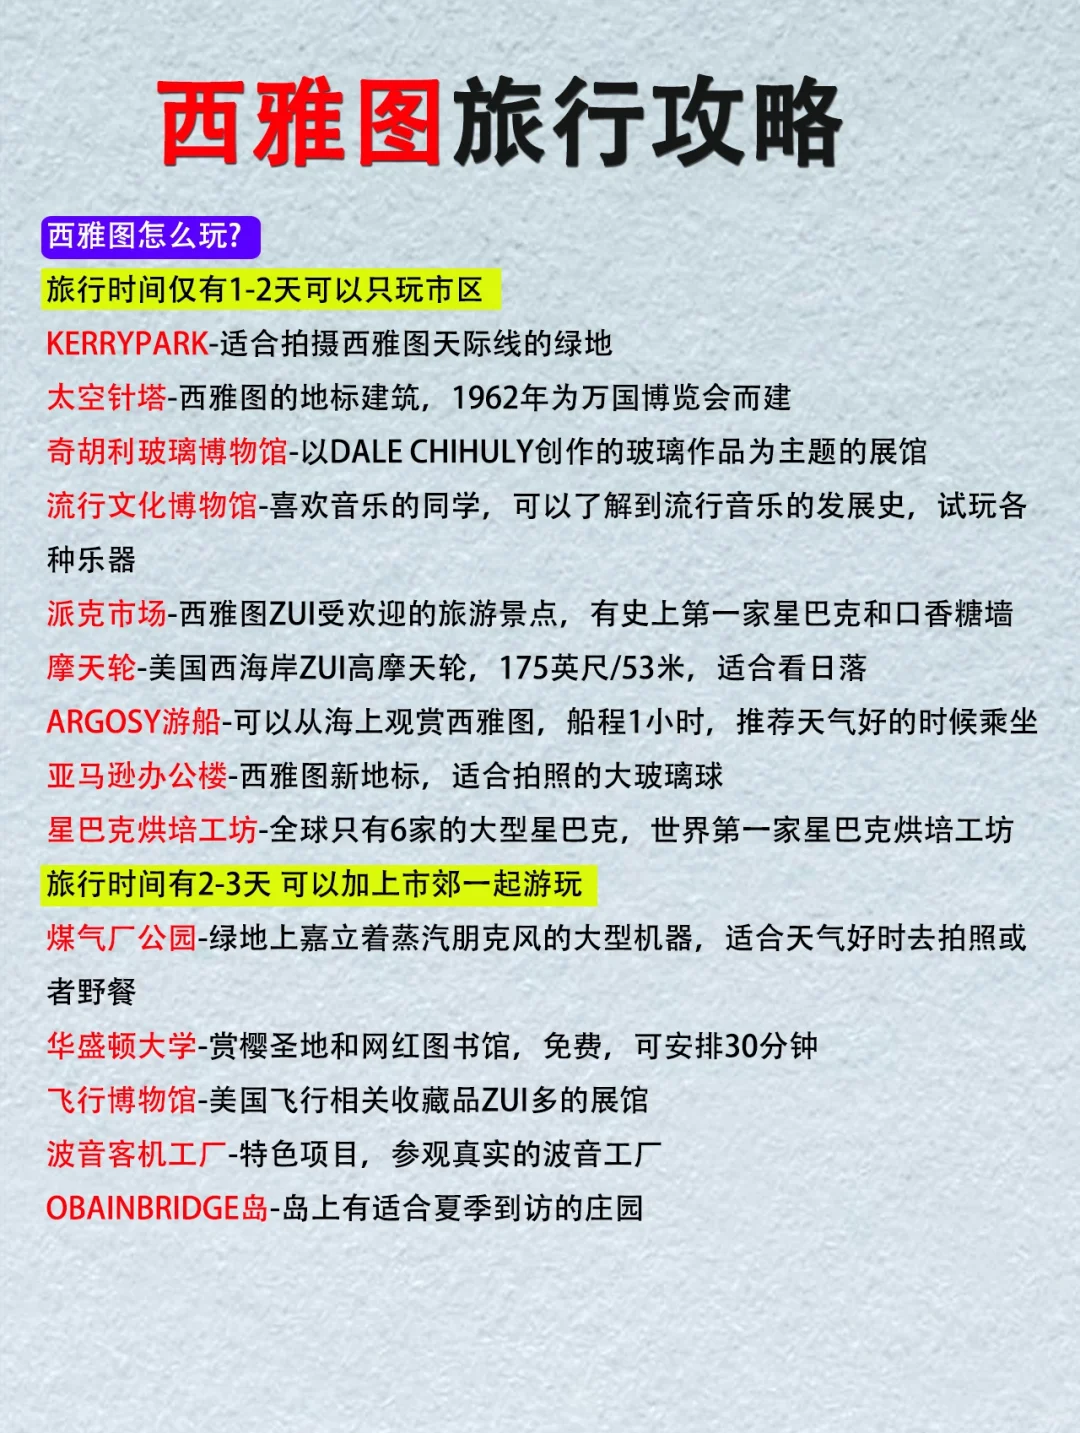 西雅图旅行攻略
西雅图怎么玩?
旅行时间仅有1-2天可以只玩市区
KERRYPARK-适合拍摄西雅图天际线的绿地
太空针塔-西雅图的地标建筑，1962年为万国博览会而建
奇胡利玻璃博物馆-以DALE CHIHULY创作的玻璃作品为主题的展馆
流行文化博物馆-喜欢音乐的同学，可以了解到流行音乐的发展史，试玩各
种乐器
派克市场-西雅图ZUI受欢迎的旅游景点，有史上第一家星巴克和口香糖墙
摩天轮-美国西海岸ZUI高摩天轮，175英尺/53米，适合看日落
ARGOSY游船-可以从海上观赏西雅图，船程1小时，推荐天气好的时候乘坐
亚马逊办公楼-西雅图新地标，适合拍照的大玻璃球
星巴克烘培工坊-全球只有6家的大型星巴克，世界第一家星巴克烘培工坊
旅行时间有2-3天 可以加上市郊一起游玩
煤气厂公园-绿地上嘉立着蒸汽朋克风的大型机器，适合天气好时去拍照或
者野餐
华盛顿大学-赏樱圣地和网红图书馆，免费，可安排30分钟
飞行博物馆-美国飞行相关收藏品ZUI多的展馆
波音客机工厂-特色项目，参观真实的波音工厂
OBAINBRIDGE岛-岛上有适合夏季到访的庄园